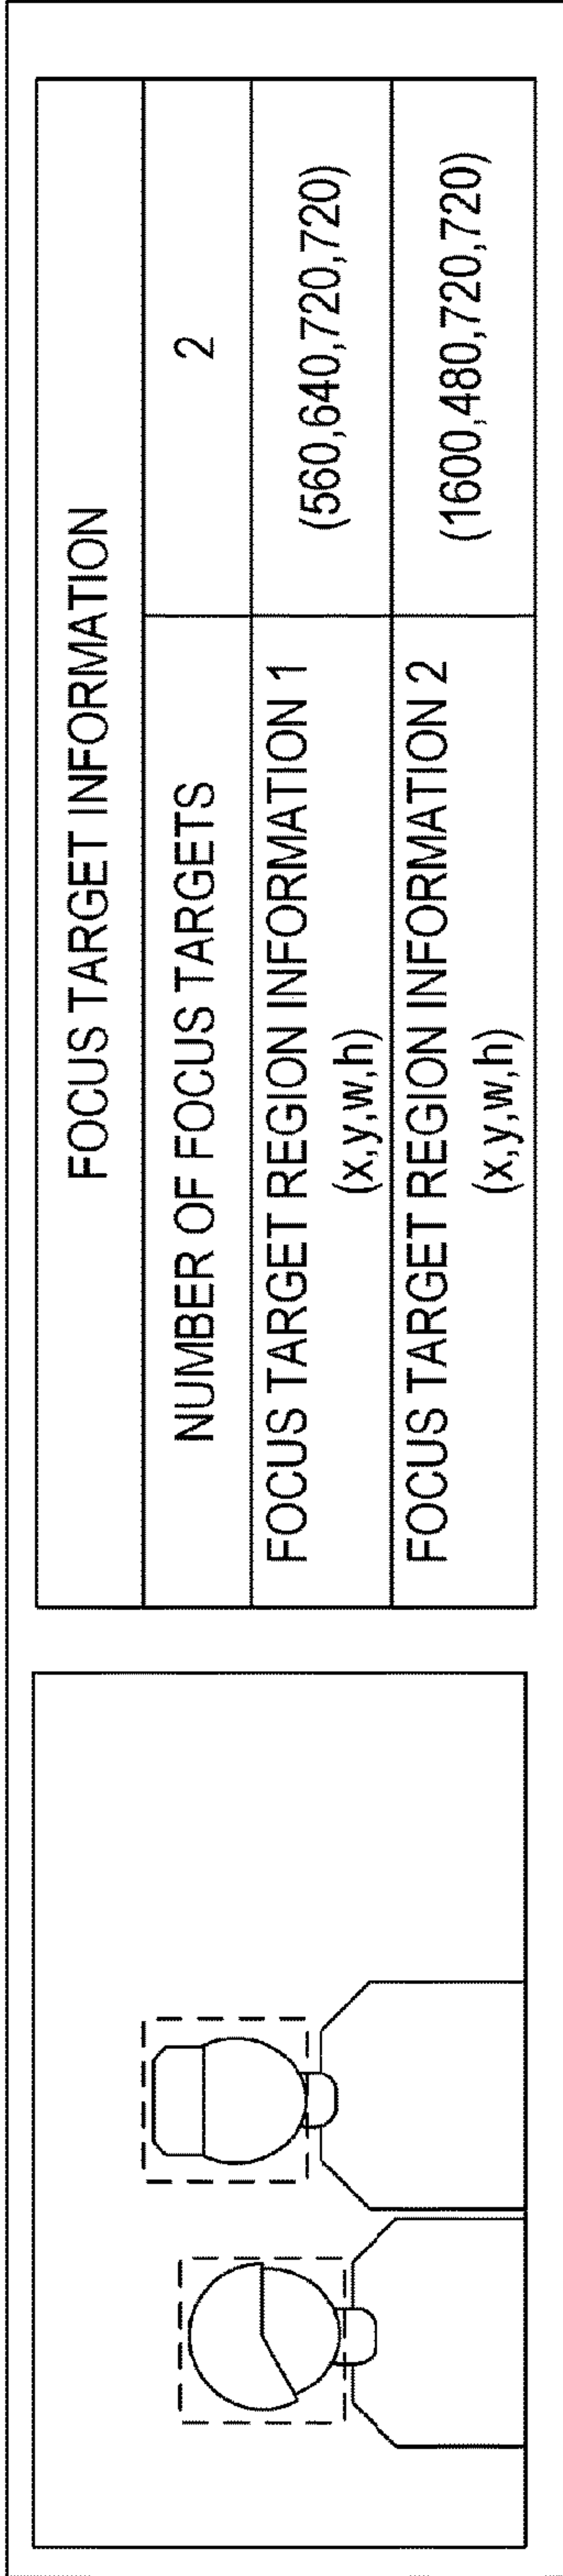 FOCUS TARGET INFORMATION
NUMBER OF FOCUS TARGETS
2
FOCUS TARGET REGION INFORMATION 1
(x,y,w,h)
(560,640,720,720)
FOCUS TARGET REGION INFORMATION 2
(x,y,w,h)
(1600,480,720,720)